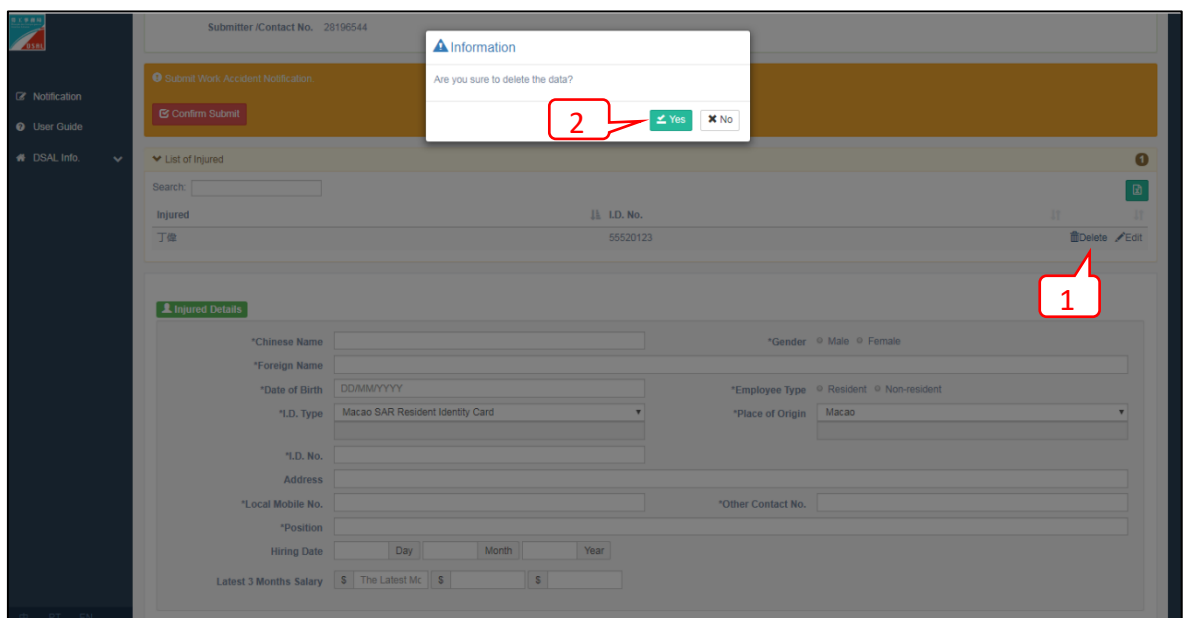 DSAL
Submitter /Contact No. 28196544
Information
Are you sure to delete the data?
2
Yes No
Submit Work Accident Notification.
Confirm Submit
Notification
User Guide
DSAL Info.
List of Injured 1
Search:
Injured I.D. No.
55520123 Delete Edit
1
Injured Details
*Chinese Name *Gender Male Female
*Foreign Name
*Date of Birth DD/MM/YYYY *Employee Type Resident Non-resident
*I.D. Type Macao SAR Resident Identity Card *Place of Origin Macao
*I.D. No.
Address
*Local Mobile No. *Other Contact No.
*Position
Hiring Date Day Month Year
Latest 3 Months Salary $ The Latest Mc $ $
PT EN